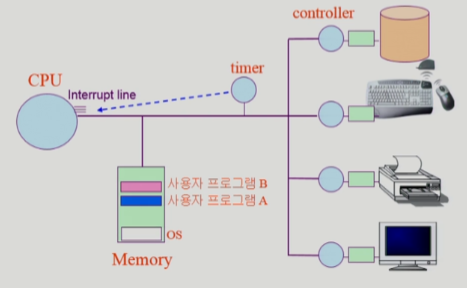 controller
CPU
timer
Interrupt line
사용자 프로그램 B
사용자 프로그램 A
OS
Memory